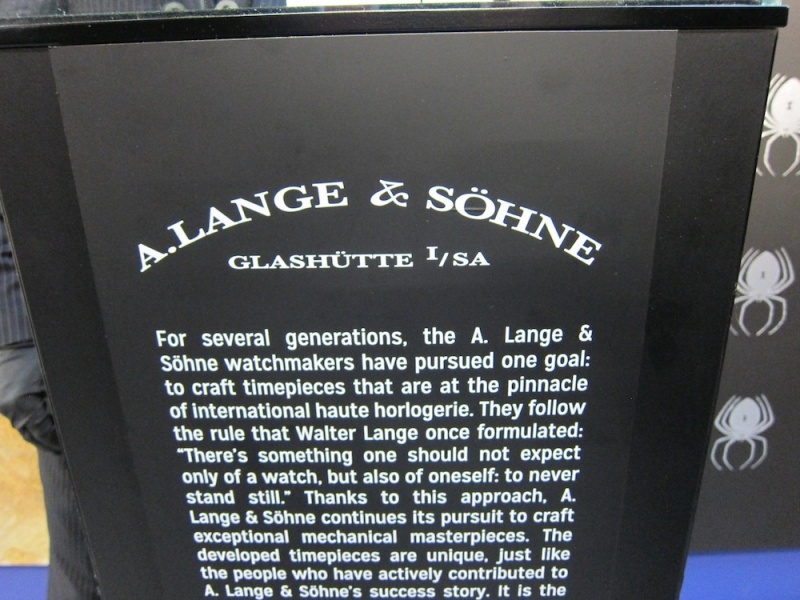 A. LANGE & SÖHNE
GLASHÜTTE I/SA
For several generations, the A. Lange &
Söhne watchmakers have pursued one goal:
to craft timepieces that are at the pinnacle
of international haute horlogerie. They follow
the rule that Walter Lange once formulated:
“There’s something one should not expect
only of a watch, but also of oneself: to never
stand still.” Thanks to this approach, A.
Lange & Söhne continues its pursuit to craft
exceptional mechanical masterpieces. The
developed timepieces are unique, just like
the people who have actively contributed to
A. Lange & Söhne’s success story. It is the